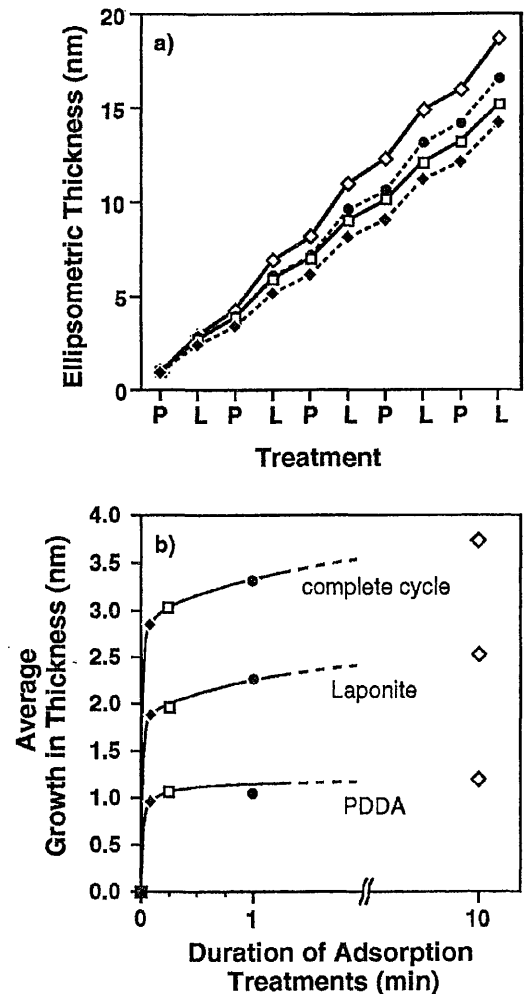 a)
Ellipsometric Thickness (nm)
20
15
10
5
0
P L P L P L P L P L
Treatment
b)
Average
Growth in Thickness (nm)
4.0
3.5
3.0
2.5
2.0
1.5
1.0
0.5
0.0
complete cycle
Laponite
PDDA
0 1 10
Duration of Adsorption
Treatments (min)